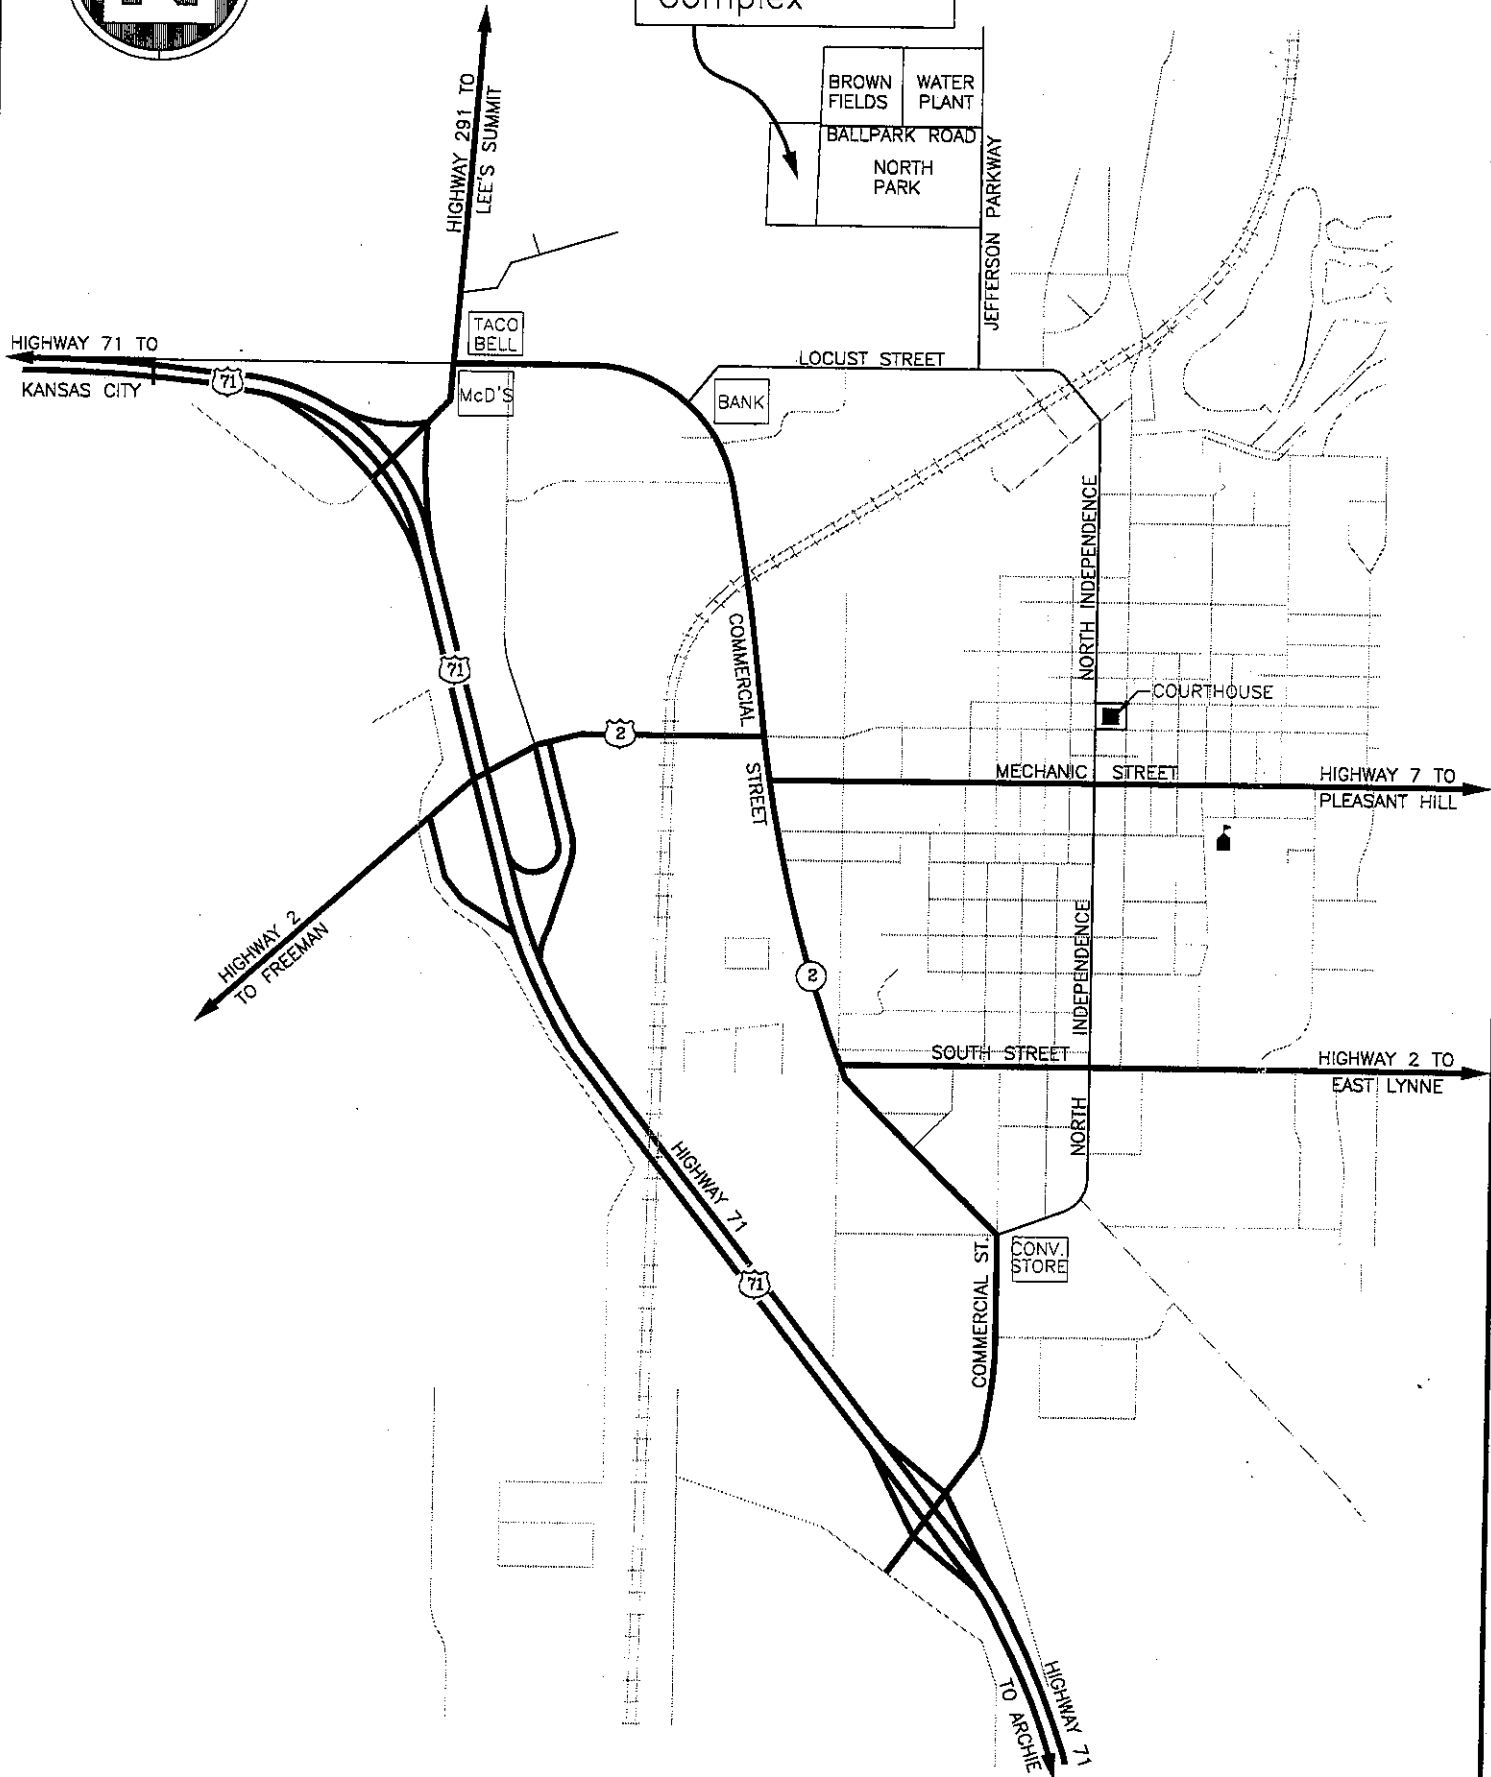 Complex
HIGHWAY 291 TO
LEE'S SUMMIT
BROWN
FIELDS
WATER
PLANT
BALLPARK ROAD
NORTH
PARK
JEFFERSON PARKWAY
TACO
BELL
HIGHWAY 71 TO
KANSAS CITY
71
McD'S
LOCUST STREET
BANK
NORTH INDEPENDENCE
COMMERCIAL
STREET
71
COURTHOUSE
2
MECHANIC STREET
HIGHWAY 7 TO
PLEASANT HILL
HIGHWAY 2
TO FREEMAN
2
INDEPENDENCE
NORTH
SOUTH STREET
HIGHWAY 2 TO
EAST LYNNE
HIGHWAY 71
71
COMMERCIAL ST.
CONV.
STORE
HIGHWAY 71
TO ARCHIE